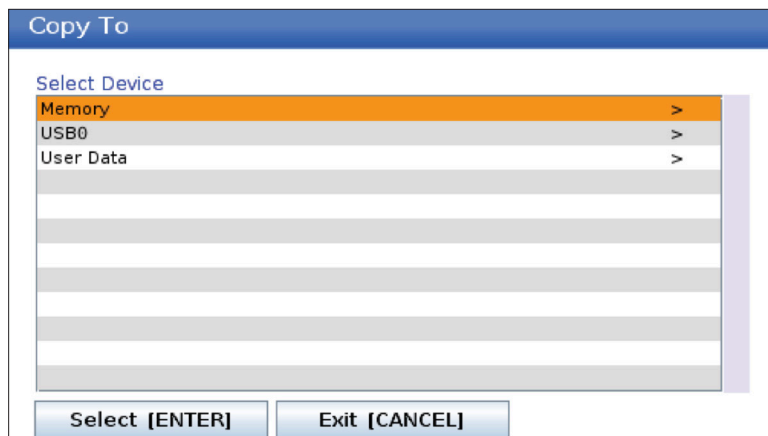 Copy To
Select Device
Memory >
USB0 >
User Data >
Select [ENTER] Exit [CANCEL]